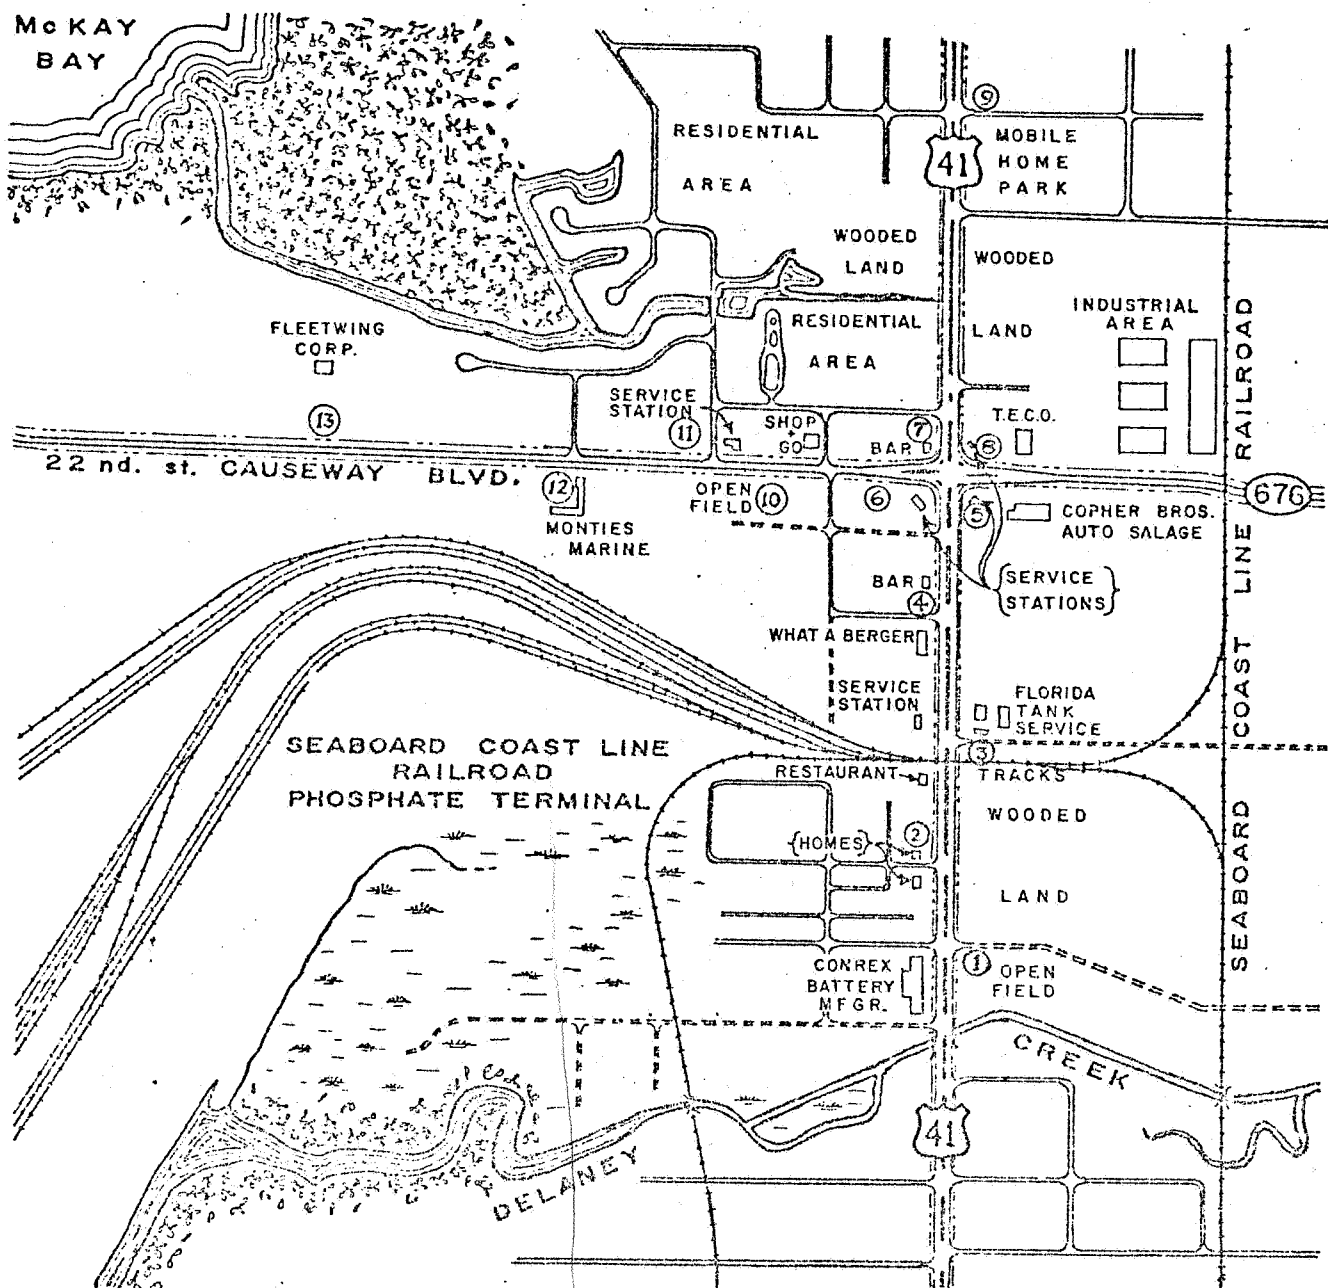 McKAY
BAY
9
RESIDENTIAL
AREA
41
MOBILE
HOME
PARK
WOODED
LAND
WOODED
LAND
INDUSTRIAL
AREA
RESIDENTIAL
AREA
FLEETWING
CORP.
13
SERVICE
STATION
11
SHOP
+
GO
7
BAR
8
T.E.C.O.
22 nd. st. CAUSEWAY BLVD.
12
MONTIES
MARINE
OPEN
FIELD
10
6
5
COPHER BROS.
AUTO SALAGE
676
BAR
4
SERVICE
STATIONS
WHAT A BERGER
SERVICE
STATION
FLORIDA
TANK
SERVICE
3
TRACKS
RESTAURANT
SEABOARD COAST LINE
RAILROAD
PHOSPHATE TERMINAL
2
HOMES
WOODED
LAND
SEABOARD COAST LINE RAILROAD
CONREX
BATTERY
MFGR.
1
OPEN
FIELD
DELANEY CREEK
41